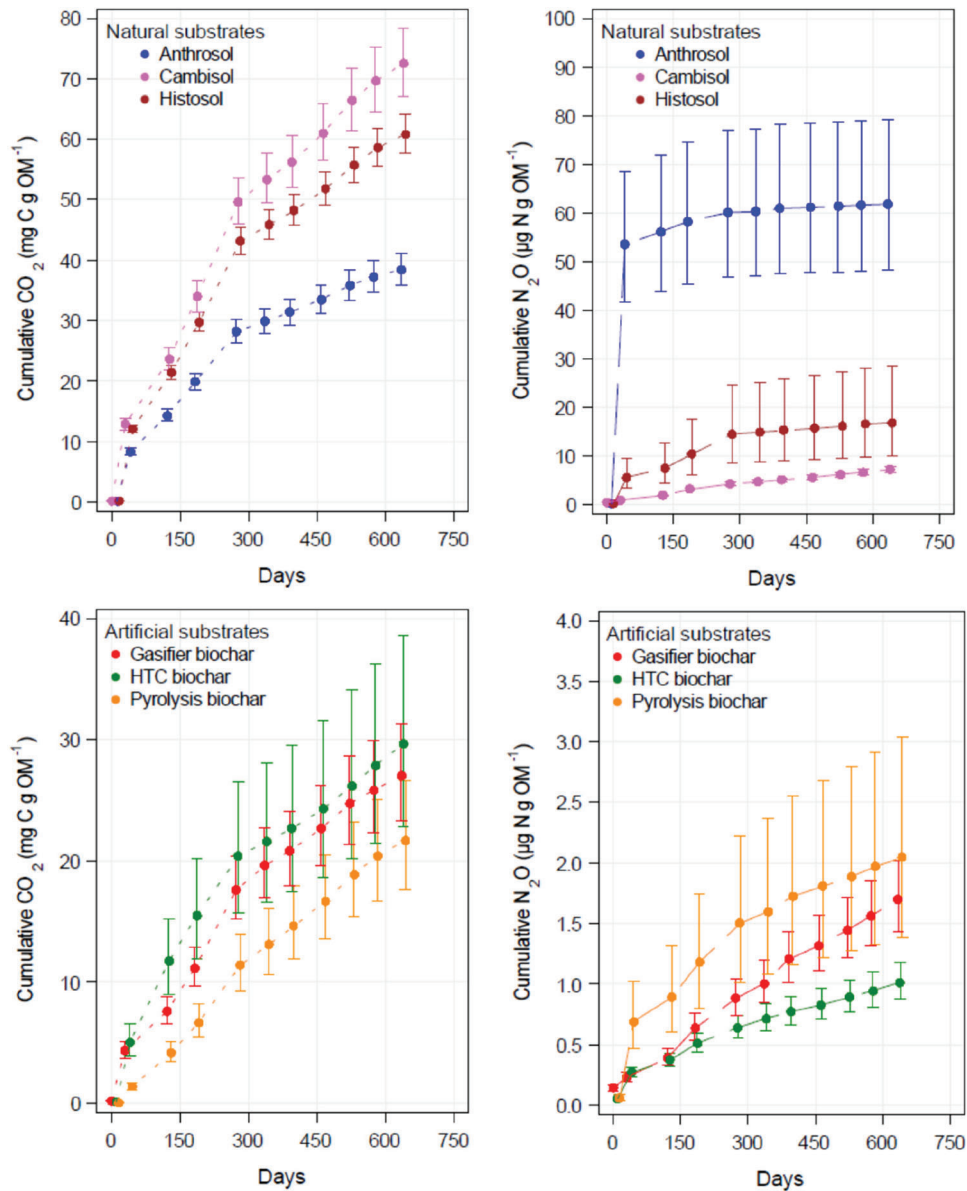 Natural substrates
Anthrosol
Cambisol
Histosol
Cumulative CO2 (mg C g OM−1)
80
70
60
50
40
30
20
10
0
0 150 300 450 600 750
Days
Natural substrates
Anthrosol
Cambisol
Histosol
Cumulative N2O (µg N g OM−1)
100
90
80
70
60
50
40
30
20
10
0
0 150 300 450 600 750
Days
Artificial substrates
Gasifier biochar
HTC biochar
Pyrolysis biochar
Cumulative CO2 (mg C g OM−1)
40
30
20
10
0
0 150 300 450 600 750
Days
Artificial substrates
Gasifier biochar
HTC biochar
Pyrolysis biochar
Cumulative N2O (µg N g OM−1)
4.0
3.5
3.0
2.5
2.0
1.5
1.0
0.5
0.0
0 150 300 450 600 750
Days